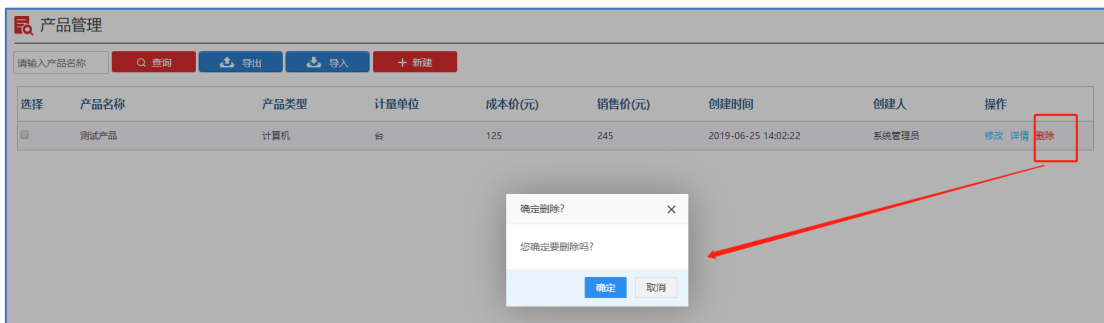 产品管理
请输入产品名称 查询 导出 导入 + 新建
选择 产品名称 产品类型 计量单位 成本价(元) 销售价(元) 创建时间 创建人 操作
测试产品 计算机 台 125 245 2019-06-25 14:02:22 系统管理员 修改 详情 删除
确定删除?
您确定要删除吗?
确定 取消